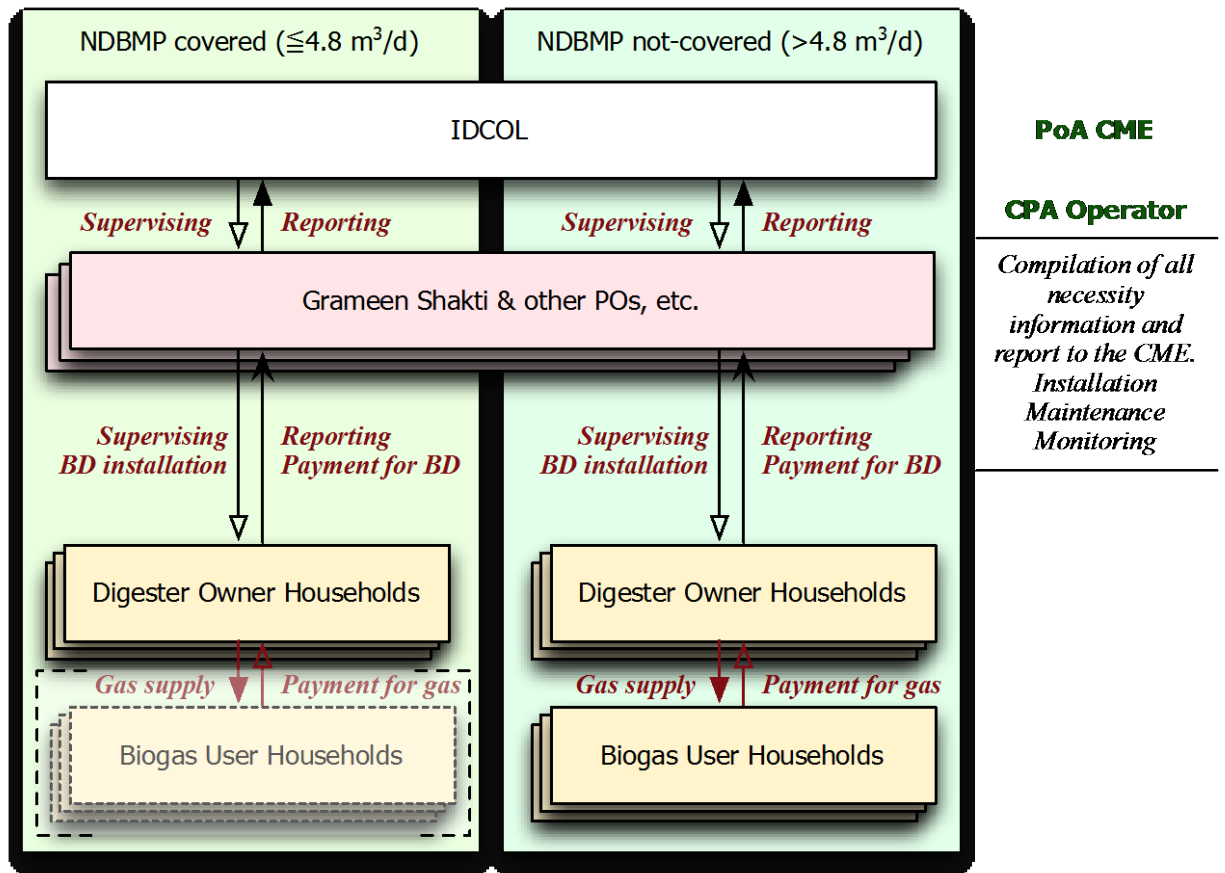 NDBMP covered (≦4.8 m³/d)
NDBMP not-covered (>4.8 m³/d)
IDCOL
PoA CME
CPA Operator
Supervising
Reporting
Supervising
Reporting
Compilation of all
necessity
information and
report to the CME.
Installation
Maintenance
Monitoring
Grameen Shakti & other POs, etc.
Supervising
BD installation
Reporting
Payment for BD
Supervising
BD installation
Reporting
Payment for BD
Digester Owner Households
Digester Owner Households
Gas supply
Payment for gas
Gas supply
Payment for gas
Biogas User Households
Biogas User Households